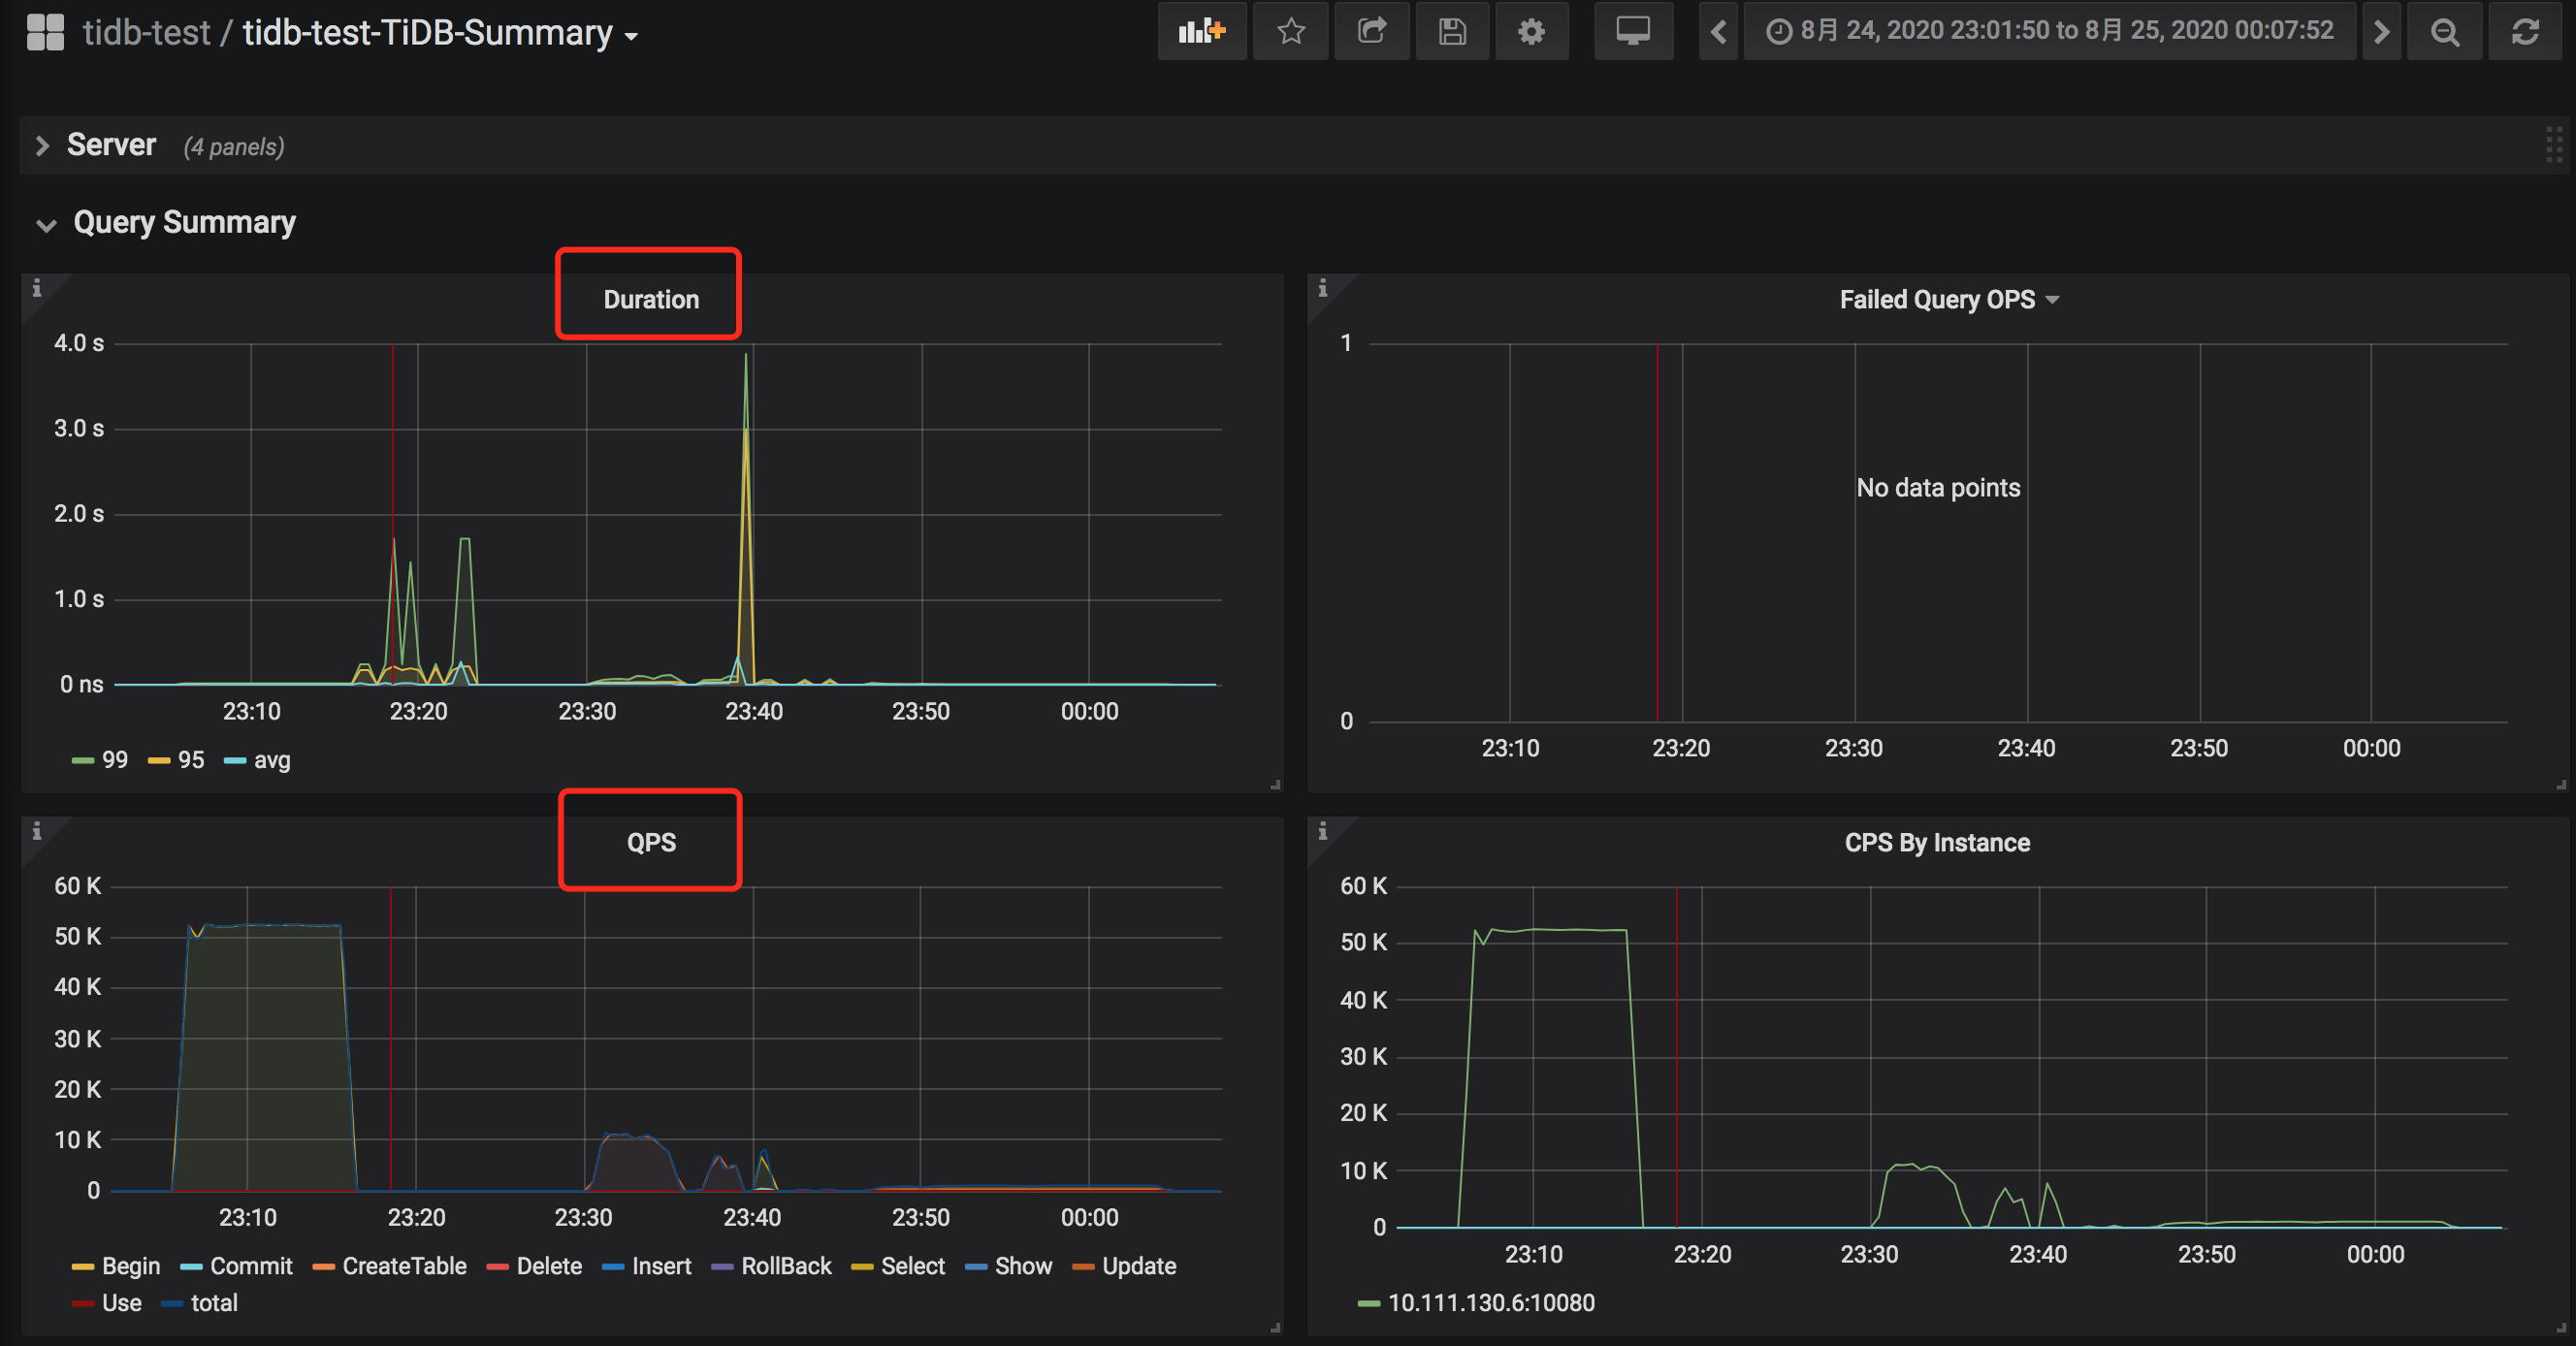 tidb-test / tidb-test-TiDB-Summary
8月 24, 2020 23:01:50 to 8月 25, 2020 00:07:52
Server (4 panels)
Query Summary
Duration
4.0 s
3.0 s
2.0 s
1.0 s
0 ns
23:10 23:20 23:30 23:40 23:50 00:00
99 95 avg
Failed Query OPS
1
No data points
0
23:10 23:20 23:30 23:40 23:50 00:00
QPS
60 K
50 K
40 K
30 K
20 K
10 K
0
23:10 23:20 23:30 23:40 23:50 00:00
Begin Commit CreateTable Delete Insert RollBack Select Show Update
Use total
CPS By Instance
60 K
50 K
40 K
30 K
20 K
10 K
0
23:10 23:20 23:30 23:40 23:50 00:00
10.111.130.6:10080